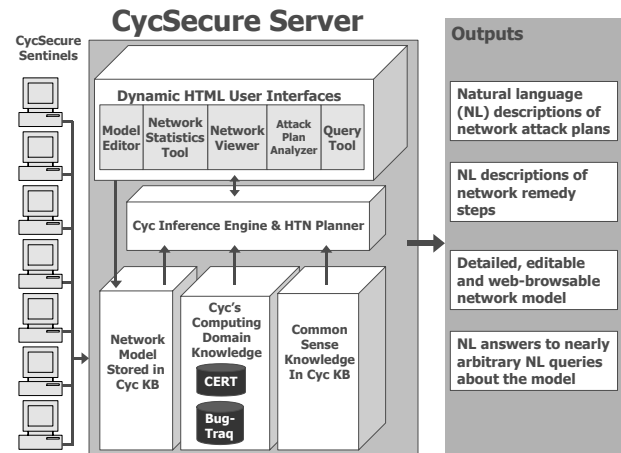 CycSecure Server
CycSecure
Sentinels
Dynamic HTML User Interfaces
Model
Editor
Network
Statistics
Tool
Network
Viewer
Attack
Plan
Analyzer
Query
Tool
Cyc Inference Engine & HTN Planner
Network
Model
Stored in
Cyc KB
Cyc's
Computing
Domain
Knowledge
CERT
Bug-
Traq
Common
Sense
Knowledge
In Cyc KB
Outputs
Natural language
(NL) descriptions of
network attack plans
NL descriptions of
network remedy
steps
Detailed, editable
and web-browsable
network model
NL answers to nearly
arbitrary NL queries
about the model